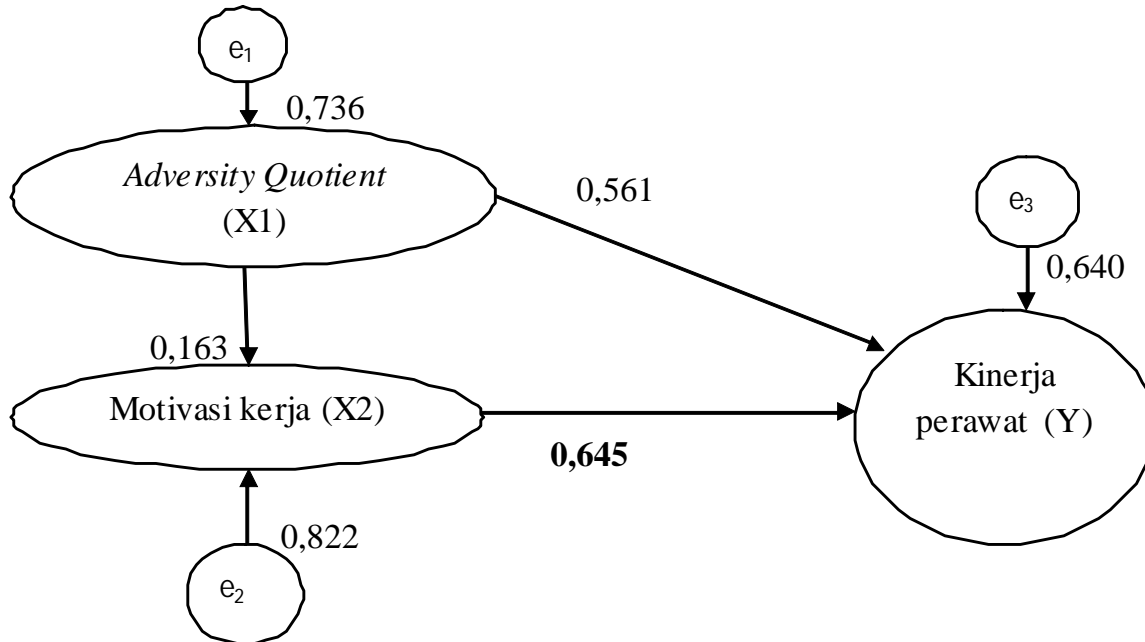 e1
0,736
Adversity Quotient
(X1)
0,561
e3
0,640
0,163
Motivasi kerja (X2)
Kinerja
perawat (Y)
0,645
0,822
e2